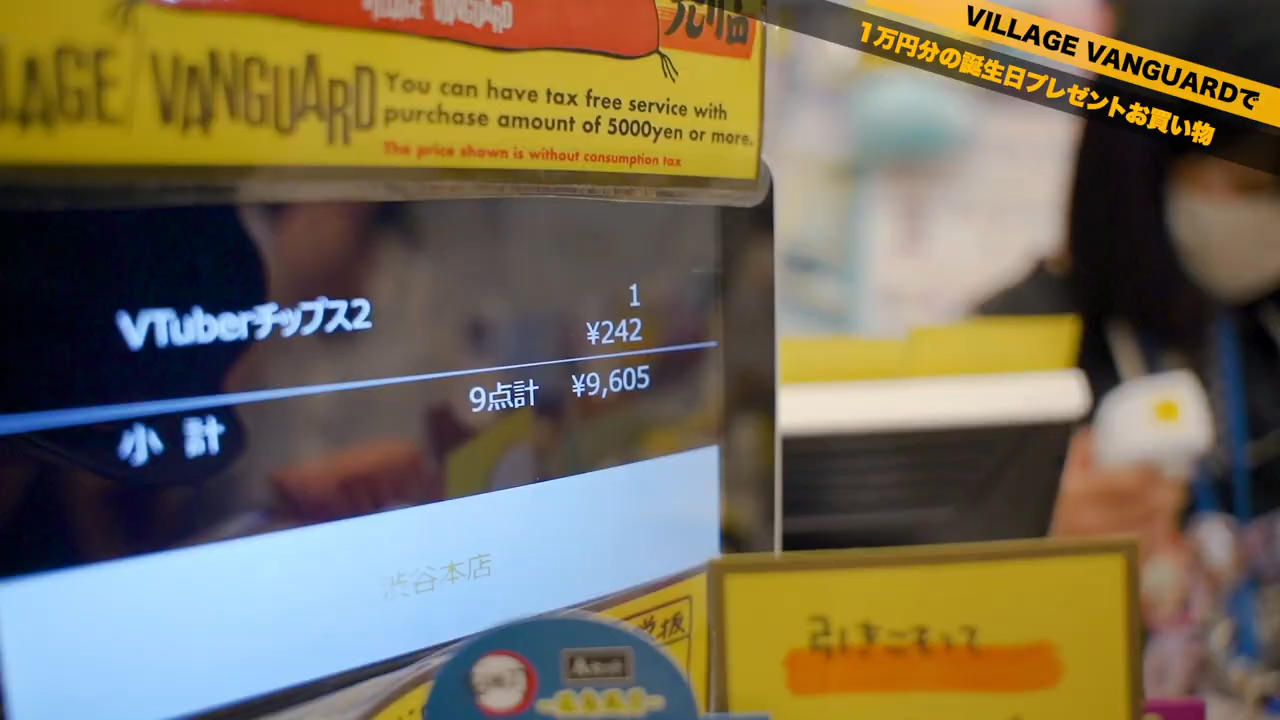 VILLAGE VANGUARDで
1万円分の誕生日プレゼントお買い物
VILLAGE VANGUARD
LAGE/VANGUARD
You can have tax free service with
purchase amount of 5000yen or more.
The price shown is without consumption tax
VTuberチップス2
1
¥242
9点計 ¥9,605
小計
渋谷本店